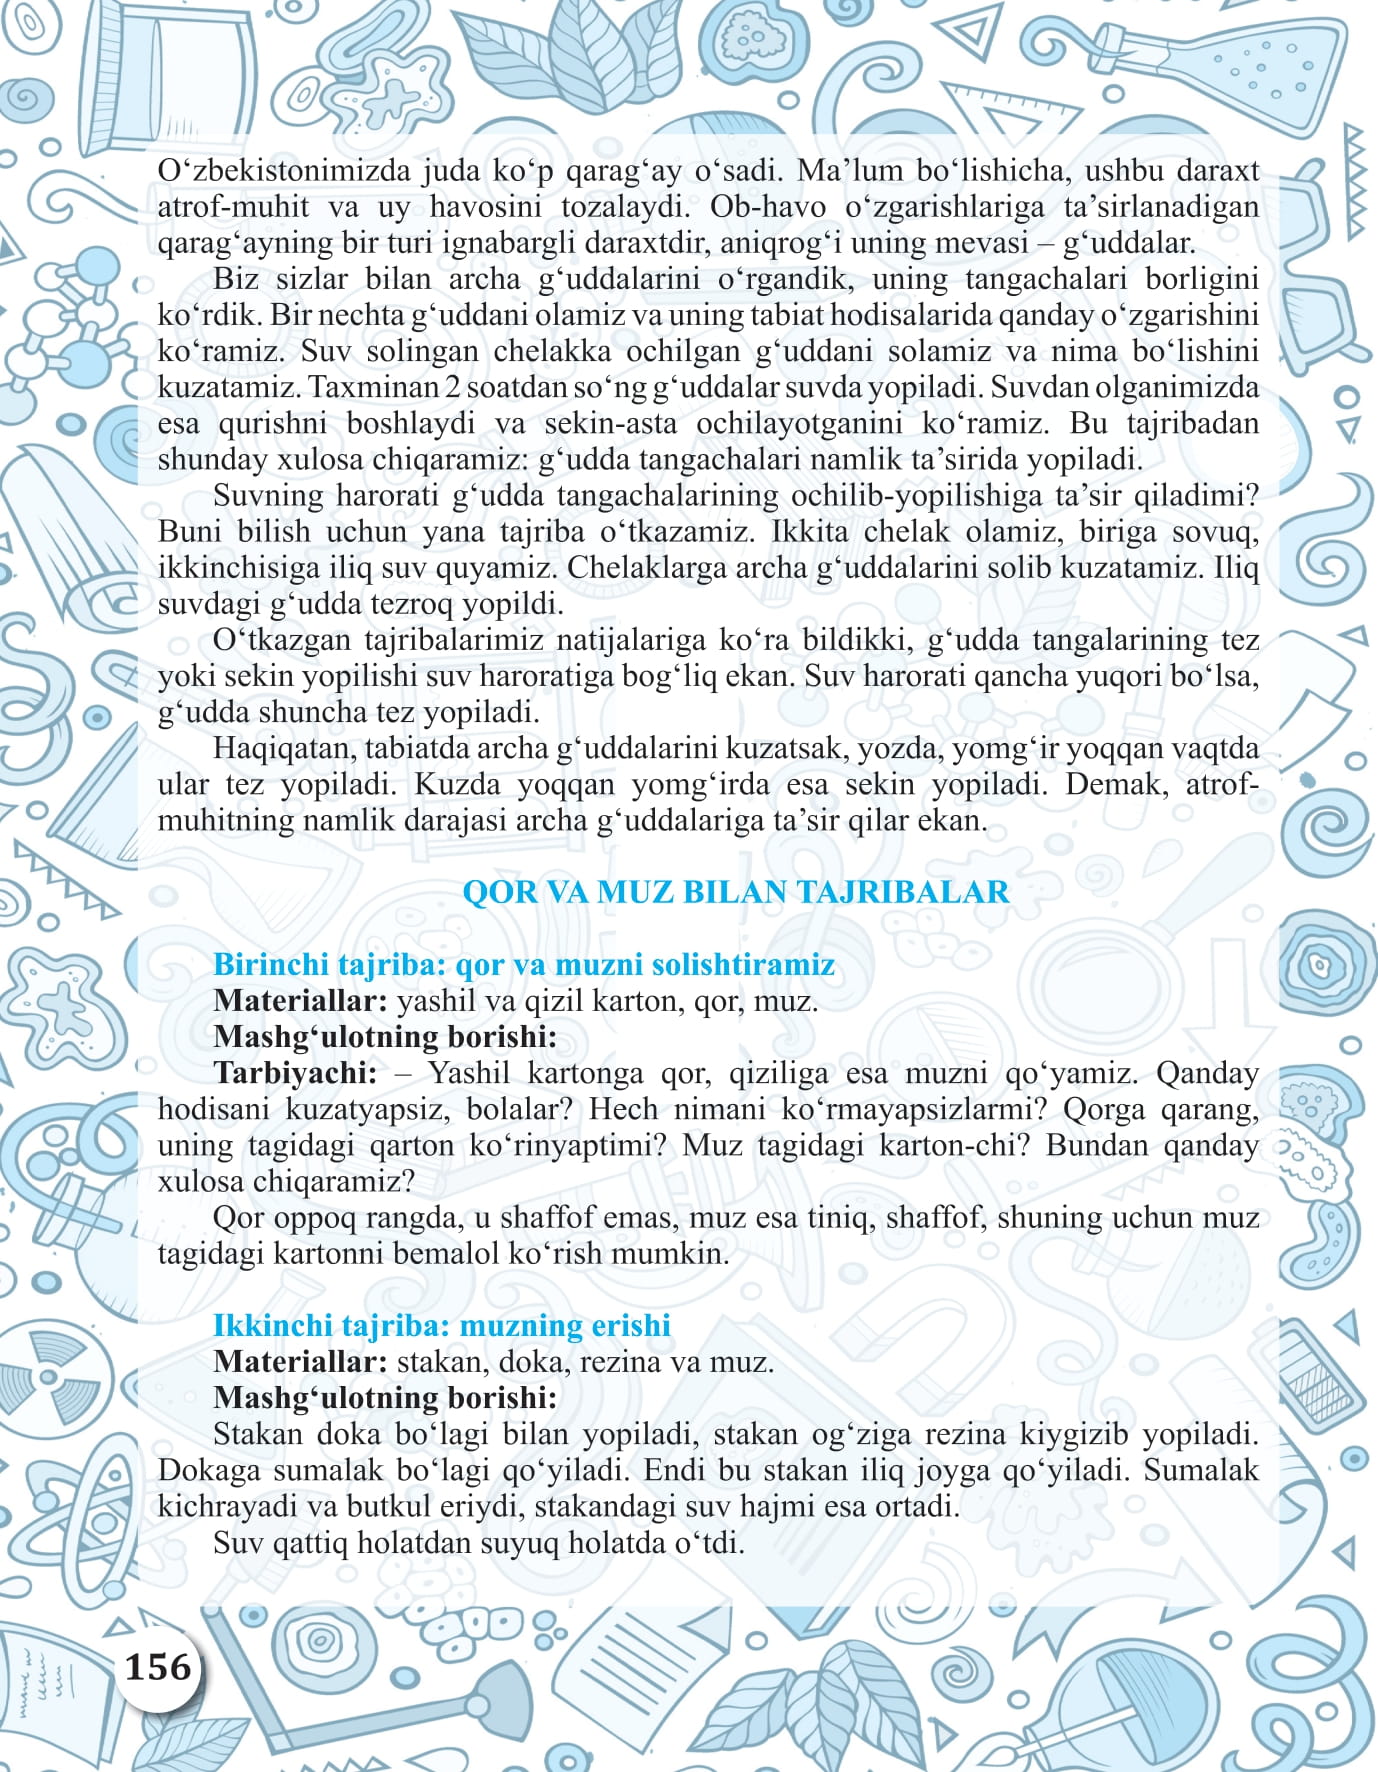 O‘zbekistonimizda juda ko‘p qarag‘ay o‘sadi. Ma’lum bo‘lishicha, ushbu daraxt
atrof-muhit va uy havosini tozalaydi. Ob-havo o‘zgarishlariga ta’sirlanadigan
qarag‘ayning bir turi ignabargli daraxtdir, aniqrog‘i uning mevasi – g‘uddalar.
Biz sizlar bilan archa g‘uddalarini o‘rgandik, uning tangachalari borligini
ko‘rdik. Bir nechta g‘uddani olamiz va uning tabiat hodisalarida qanday o‘zgarishini
ko‘ramiz. Suv solingan chelakka ochilgan g‘uddani solamiz va nima bo‘lishini
kuzatamiz. Taxminan 2 soatdan so‘ng g‘uddalar suvda yopiladi. Suvdan olganimizda
esa qurishni boshlaydi va sekin-asta ochilayotganini ko‘ramiz. Bu tajribadan
shunday xulosa chiqaramiz: g‘udda tangachalari namlik ta’sirida yopiladi.
Suvning harorati g‘udda tangachalarining ochilib-yopilishiga ta’sir qiladimi?
Buni bilish uchun yana tajriba o‘tkazamiz. Ikkita chelak olamiz, biriga sovuq,
ikkinchisiga iliq suv quyamiz. Chelaklarga archa g‘uddalarini solib kuzatamiz. Iliq
suvdagi g‘udda tezroq yopildi.
O‘tkazgan tajribalarimiz natijalariga ko‘ra bildikki, g‘udda tangalarining tez
yoki sekin yopilishi suv haroratiga bog‘liq ekan. Suv harorati qancha yuqori bo‘lsa,
g‘udda shuncha tez yopiladi.
Haqiqatan, tabiatda archa g‘uddalarini kuzatsak, yozda, yomg‘ir yoqqan vaqtda
ular tez yopiladi. Kuzda yoqqan yomg‘irda esa sekin yopiladi. Demak, atrof-
muhitning namlik darajasi archa g‘uddalariga ta’sir qilar ekan.
QOR VA MUZ BILAN TAJRIBALAR
Birinchi tajriba: qor va muzni solishtiramiz
Materiallar: yashil va qizil karton, qor, muz.
Mashg‘ulotning borishi:
Tarbiyachi: – Yashil kartonga qor, qiziliga esa muzni qo‘yamiz. Qanday
hodisani kuzatyapsiz, bolalar? Hech nimani ko‘rmayapsizlarmi? Qorga qarang,
uning tagidagi qarton ko‘rinyaptimi? Muz tagidagi karton-chi? Bundan qanday
xulosa chiqaramiz?
Qor oppoq rangda, u shaffof emas, muz esa tiniq, shaffof, shuning uchun muz
tagidagi kartonni bemalol ko‘rish mumkin.
Ikkinchi tajriba: muzning erishi
Materiallar: stakan, doka, rezina va muz.
Mashg‘ulotning borishi:
Stakan doka bo‘lagi bilan yopiladi, stakan og‘ziga rezina kiygizib yopiladi.
Dokaga sumalak bo‘lagi qo‘yiladi. Endi bu stakan iliq joyga qo‘yiladi. Sumalak
kichrayadi va butkul eriydi, stakandagi suv hajmi esa ortadi.
Suv qattiq holatdan suyuq holatda o‘tdi.
156